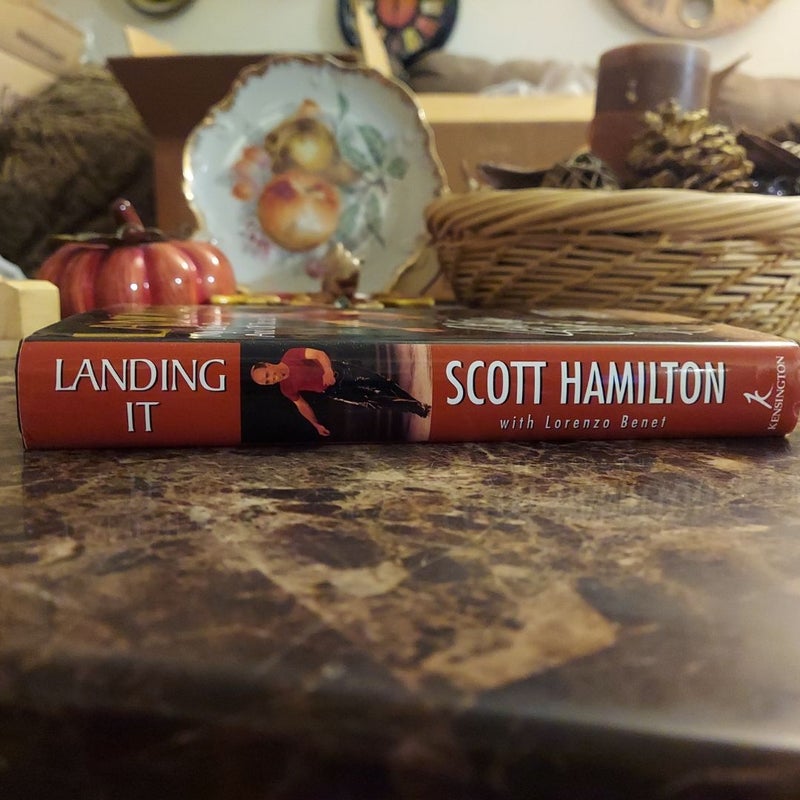 LANDING
IT
SCOTT HAMILTON
with Lorenzo Benet
KENSINGTON